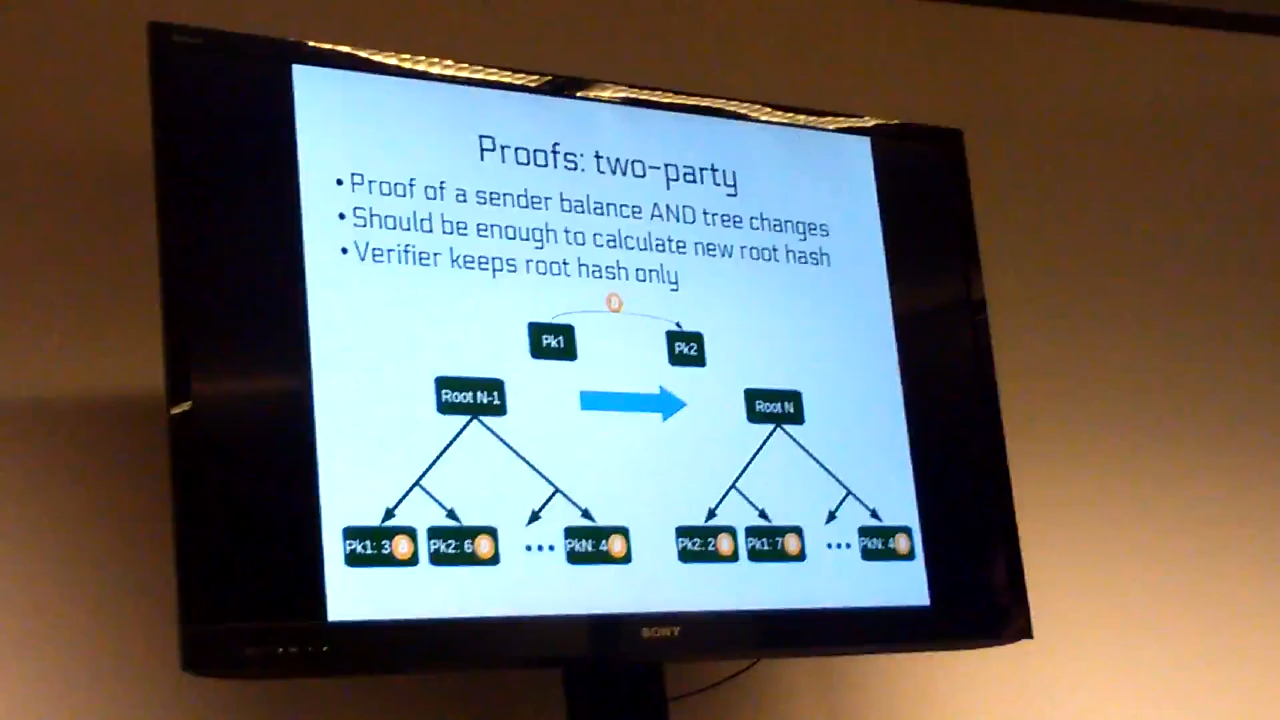 Proofs: two-party
• Proof of a sender balance AND tree changes
• Should be enough to calculate new root hash
• Verifier keeps root hash only
Pk1
Pk2
Root N-1
Root N
Pk1: 3
Pk2: 6
...
PkN: 4
Pk2: 2
Pk1: 7
...
PkN: 4
SONY